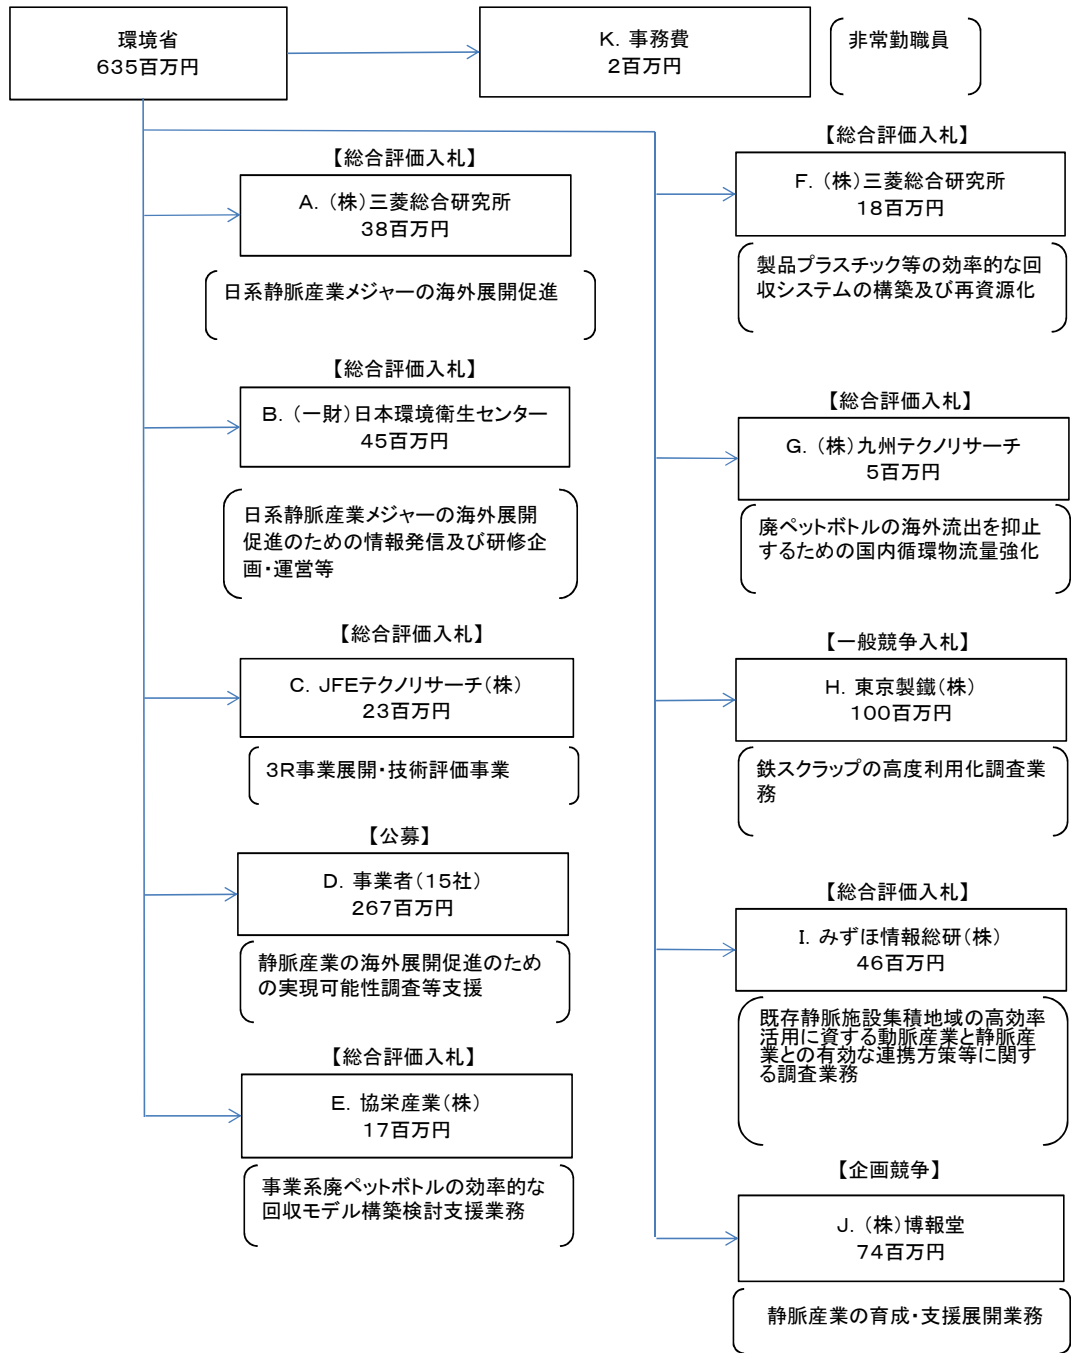 環境省
635百万円
K．事務費
2百万円
非常勤職員
【総合評価入札】
A．（株）三菱総合研究所
38百万円
日系静脈産業メジャーの海外展開促進
【総合評価入札】
B．（一財）日本環境衛生センター
45百万円
日系静脈産業メジャーの海外展開
促進のための情報発信及び研修企
画・運営等
【総合評価入札】
C．JFEテクノリサーチ（株）
23百万円
3R事業展開・技術評価事業
【公募】
D．事業者（15社）
267百万円
静脈産業の海外展開促進のため
の実現可能性調査等支援
【総合評価入札】
E．協栄産業（株）
17百万円
事業系廃ペットボトルの効率的な
回収モデル構築検討支援業務
【総合評価入札】
F．（株）三菱総合研究所
18百万円
製品プラスチック等の効率的な回
収システムの構築及び再資源化
【総合評価入札】
G．（株）九州テクノリサーチ
5百万円
廃ペットボトルの海外流出を抑止
するための国内循環物流量強化
【一般競争入札】
H．東京製鐵（株）
100百万円
鉄スクラップの高度利用化調査業
務
【総合評価入札】
I．みずほ情報総研（株）
46百万円
既存静脈施設集積地域の高効率
活用に資する動脈産業と静脈産
業との有効な連携方策等に関す
る調査業務
【企画競争】
J．（株）博報堂
74百万円
静脈産業の育成・支援展開業務